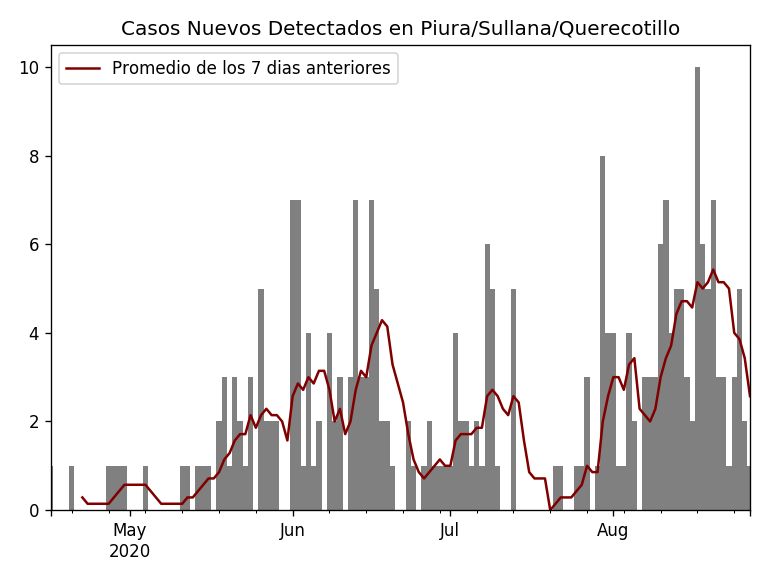 Casos Nuevos Detectados en Piura/Sullana/Querecotillo
Promedio de los 7 dias anteriores
10
8
6
4
2
0
May Jun Jul Aug
2020